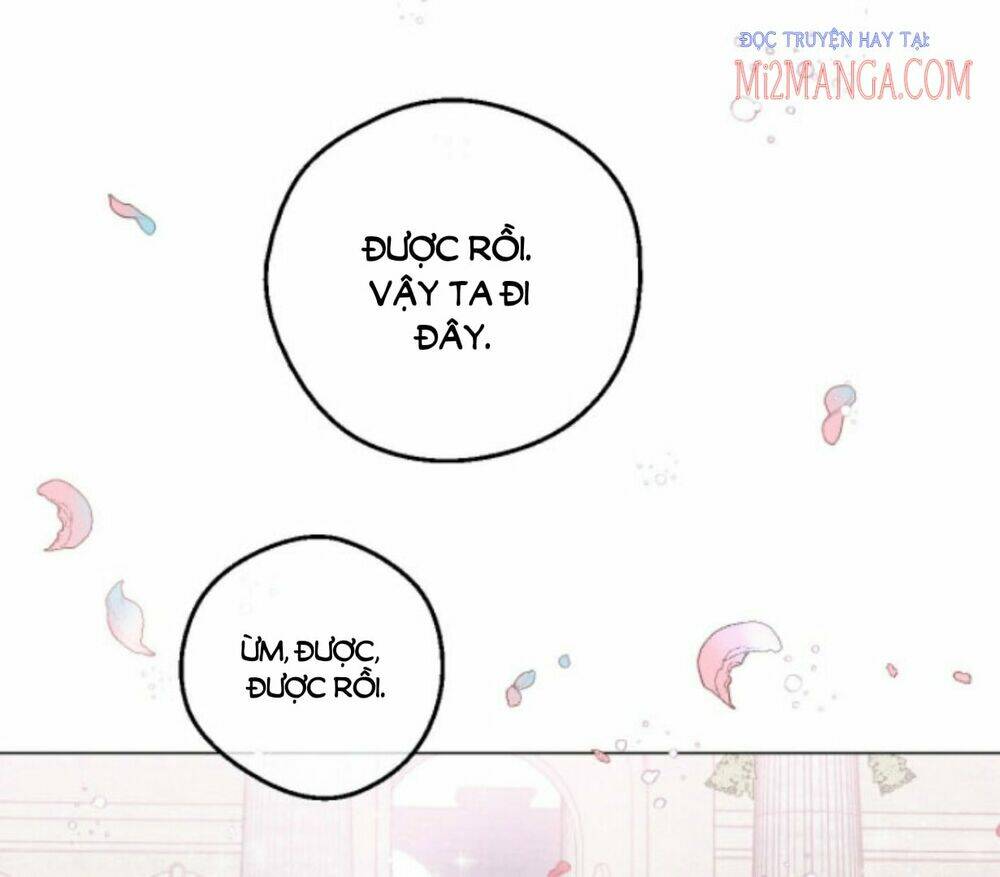 ĐỌC TRUYỆN HAY TẠI:
MI2MANGA.COM
ĐƯỢC RỒI.
VẬY TA ĐI
ĐÂY.
ỪM, ĐƯỢC,
ĐƯỢC RỒI.